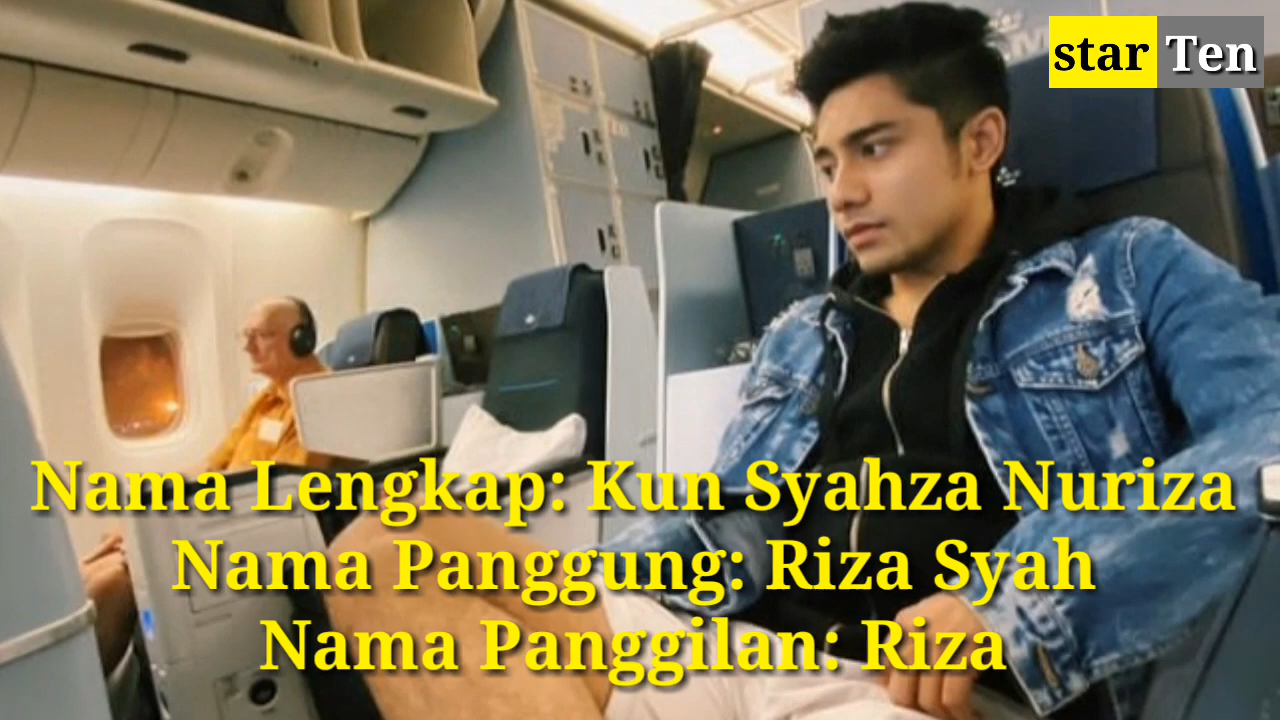 star Ten
Nama Lengkap: Kun Syahza Nuriza
Nama Panggung: Riza Syah
Nama Panggilan: Riza